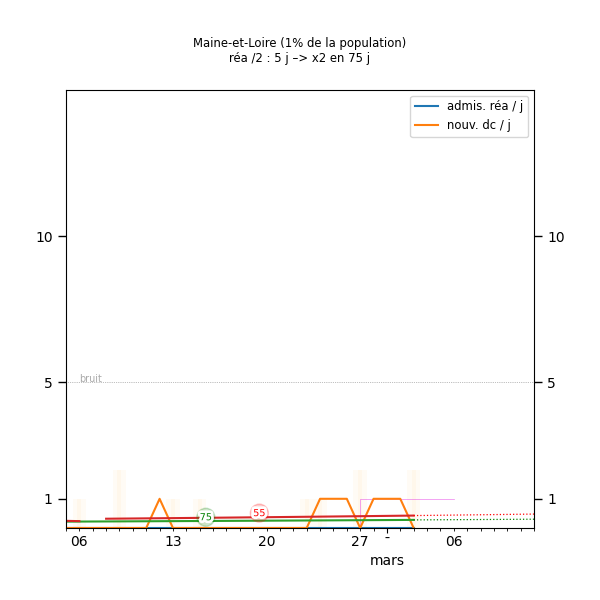 Maine-et-Loire (1% de la population)
réa /2 : 5 j –> x2 en 75 j
admis. réa / j
nouv. dc / j
10 10
bruit
5 5
1 1
75 55
06 13 20 27 - 06
mars